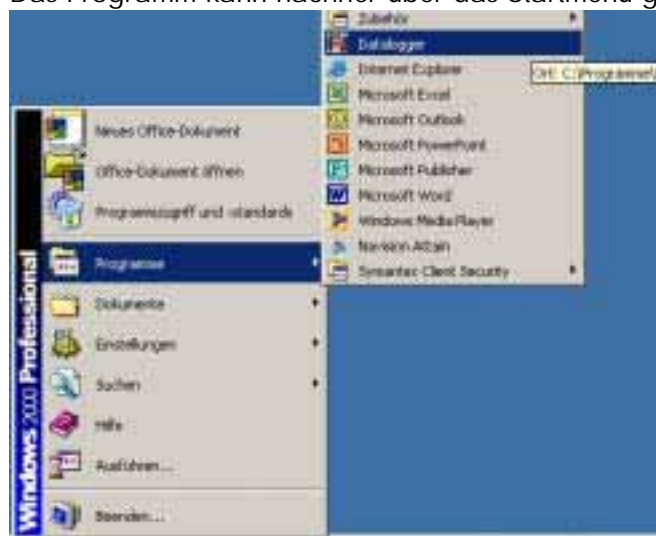 Das Programm kann nachher über das Startmenü g
Zubehör
Datalogger
Internet Explorer
Ort: C:\Programme\
Microsoft Excel
Microsoft Outlook
Microsoft PowerPoint
Microsoft Publisher
Microsoft Word
Windows Media Player
Navision Attain
Symantec Client Security
Neues Office-Dokument
Office-Dokument öffnen
Programmzugriff und -standards
Programme
Dokumente
Einstellungen
Suchen
Hilfe
Ausführen...
Beenden...
Windows 2000 Professional